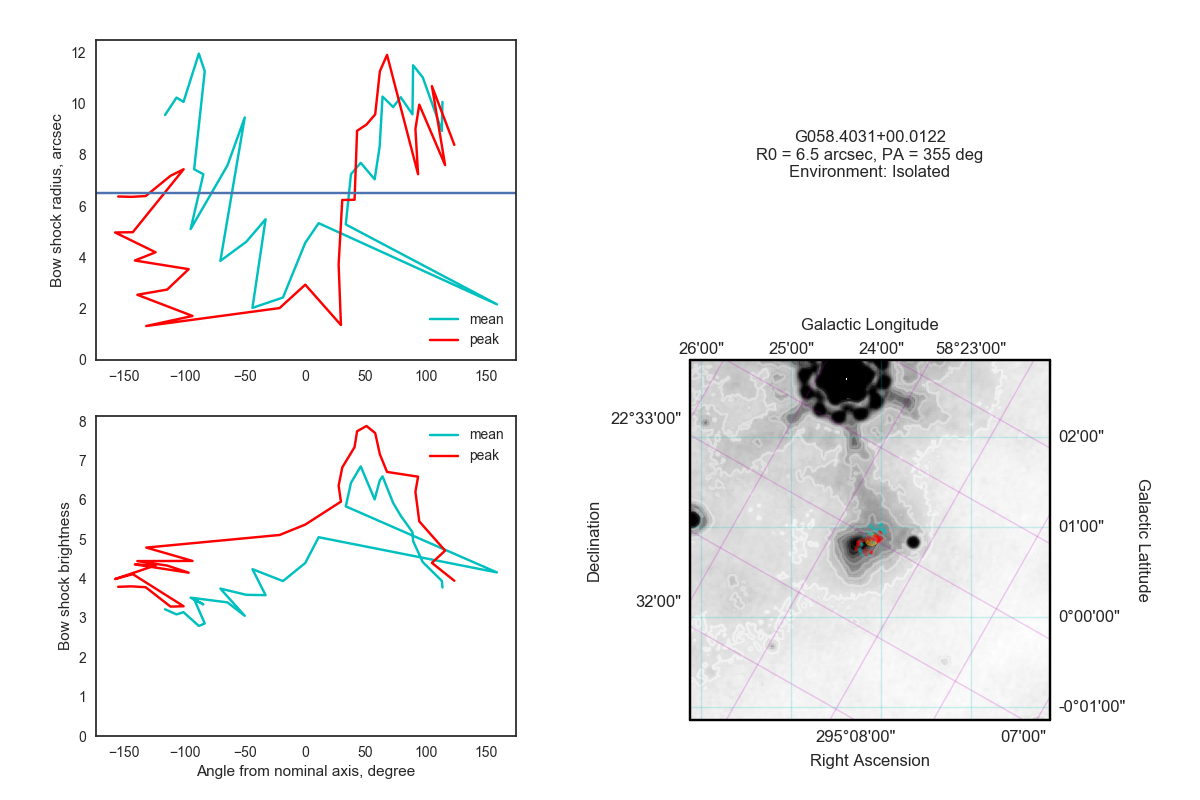 12
10
8
6
4
2
0
Bow shock radius, arcsec
mean
peak
−150 −100 −50 0 50 100 150
8
7
6
5
4
3
2
1
0
Bow shock brightness
mean
peak
−150 −100 −50 0 50 100 150
Angle from nominal axis, degree
G058.4031+00.0122
R0 = 6.5 arcsec, PA = 355 deg
Environment: Isolated
Galactic Longitude
26'00" 25'00" 24'00" 58°23'00"
22°33'00"
32'00"
Declination
02'00"
01'00"
0°00'00"
-0°01'00"
Galactic Latitude
295°08'00" 07'00"
Right Ascension